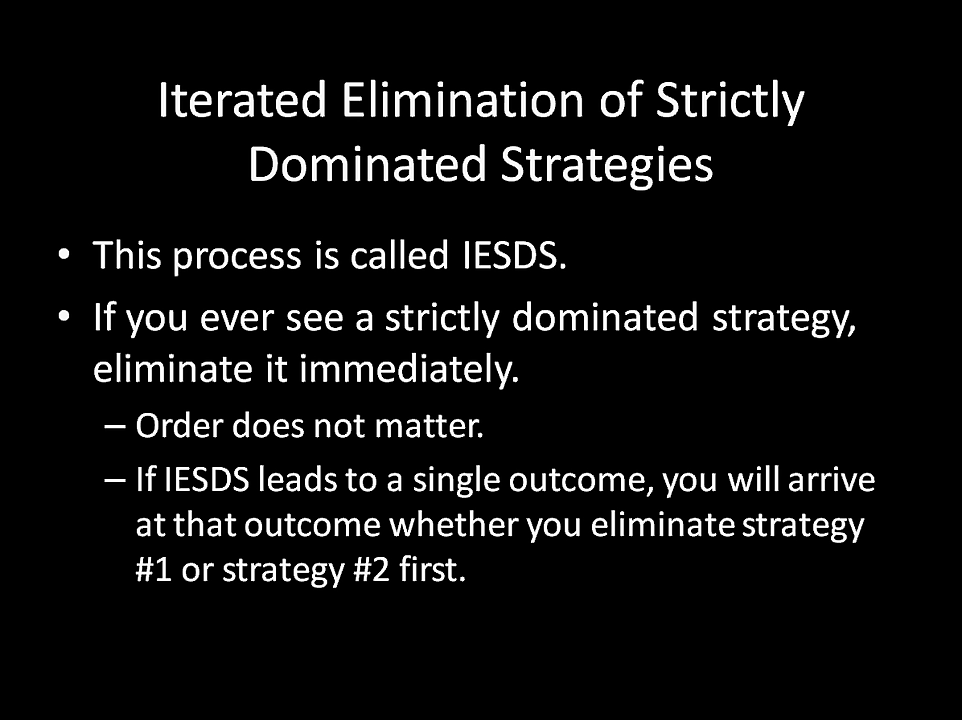 Iterated Elimination of Strictly
Dominated Strategies
• This process is called IESDS.
• If you ever see a strictly dominated strategy,
eliminate it immediately.
– Order does not matter.
– If IESDS leads to a single outcome, you will arrive
at that outcome whether you eliminate strategy
#1 or strategy #2 first.